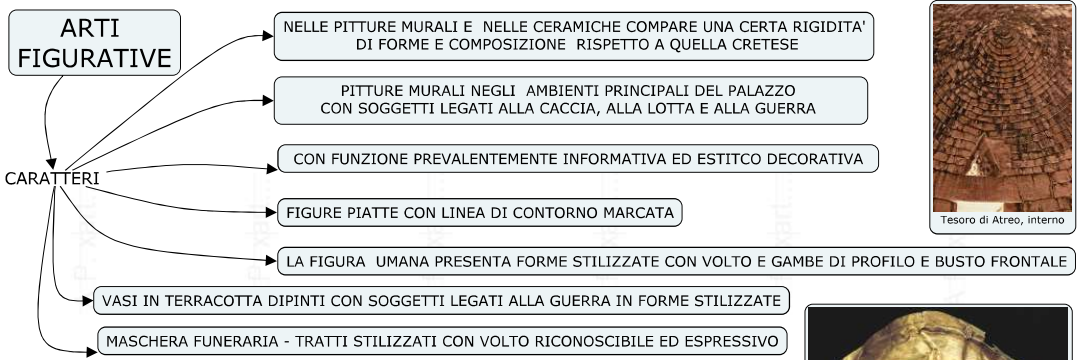 ARTI
FIGURATIVE
CARATTERI
NELLE PITTURE MURALI E NELLE CERAMICHE COMPARE UNA CERTA RIGIDITA'
DI FORME E COMPOSIZIONE RISPETTO A QUELLA CRETESE
PITTURE MURALI NEGLI AMBIENTI PRINCIPALI DEL PALAZZO
CON SOGGETTI LEGATI ALLA CACCIA, ALLA LOTTA E ALLA GUERRA
CON FUNZIONE PREVALENTEMENTE INFORMATIVA ED ESTITCO DECORATIVA
FIGURE PIATTE CON LINEA DI CONTORNO MARCATA
LA FIGURA UMANA PRESENTA FORME STILIZZATE CON VOLTO E GAMBE DI PROFILO E BUSTO FRONTALE
VASI IN TERRACOTTA DIPINTI CON SOGGETTI LEGATI ALLA GUERRA IN FORME STILIZZATE
MASCHERA FUNERARIA - TRATTI STILIZZATI CON VOLTO RICONOSCIBILE ED ESPRESSIVO
Tesoro di Atreo, interno